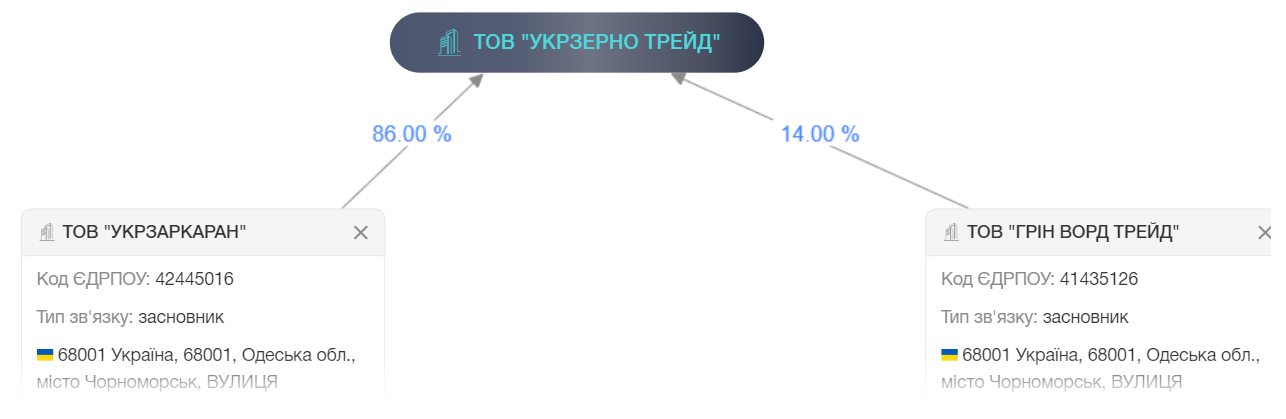 ТОВ "УКРЗЕРНО ТРЕЙД"
86.00 %
14.00 %
ТОВ "УКРЗАРКАРАН"
Код ЄДРПОУ: 42445016
Тип зв'язку: засновник
68001 Україна, 68001, Одеська обл.,
місто Чорноморськ, ВУЛИЦЯ
ТОВ "ГРІН ВОРД ТРЕЙД"
Код ЄДРПОУ: 41435126
Тип зв'язку: засновник
68001 Україна, 68001, Одеська обл.,
місто Чорноморськ, ВУЛИЦЯ